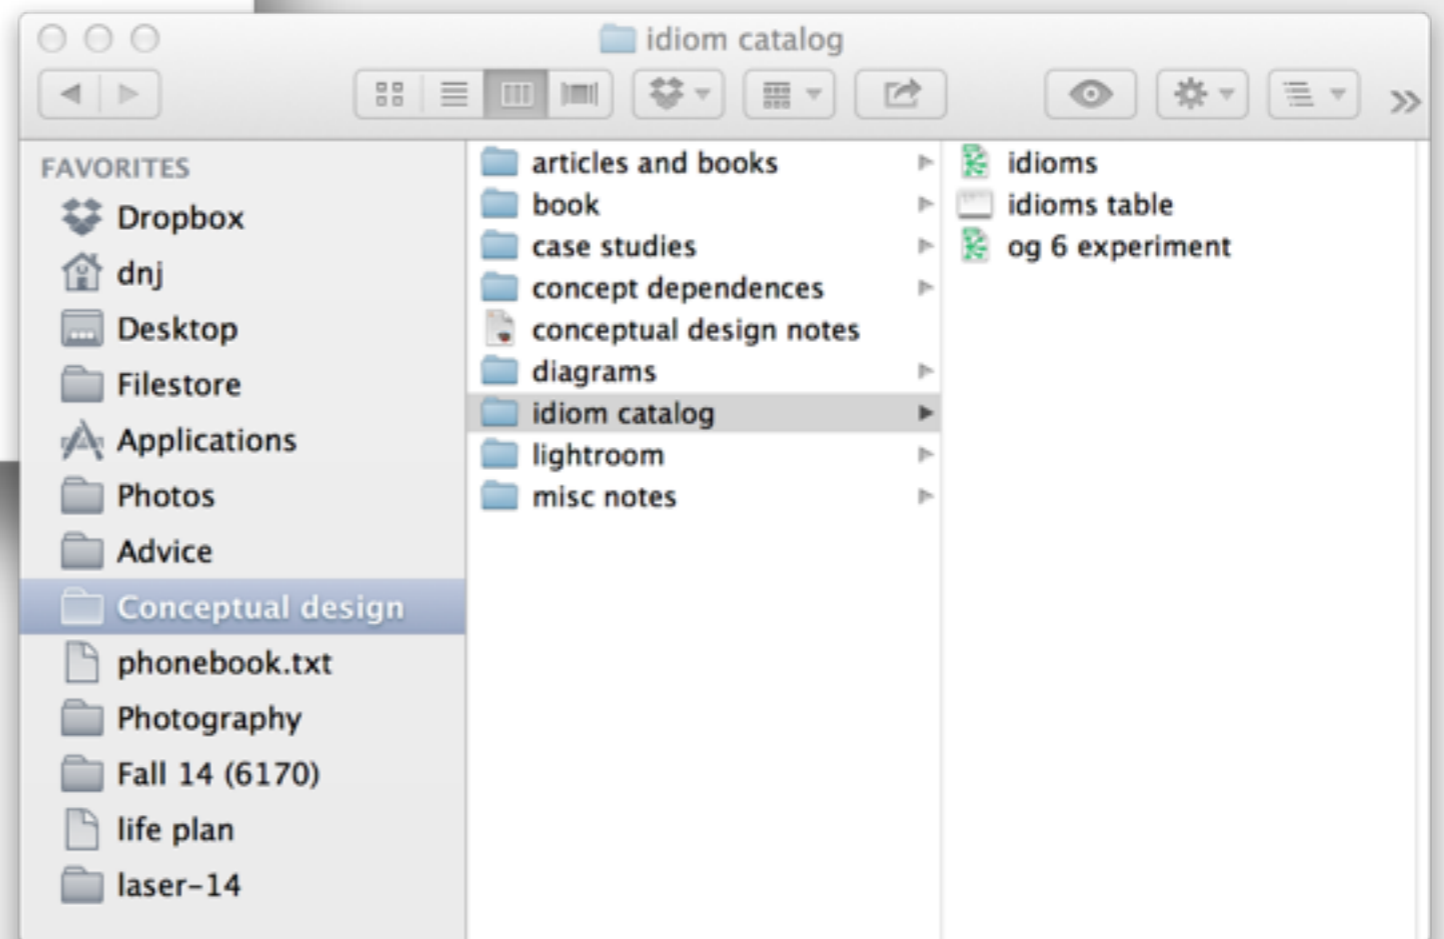 idiom catalog
FAVORITES
Dropbox
dnj
Desktop
Filestore
Applications
Photos
Advice
Conceptual design
phonebook.txt
Photography
Fall 14 (6170)
life plan
laser-14
articles and books
book
case studies
concept dependences
conceptual design notes
diagrams
idiom catalog
lightroom
misc notes
idioms
idioms table
og 6 experiment